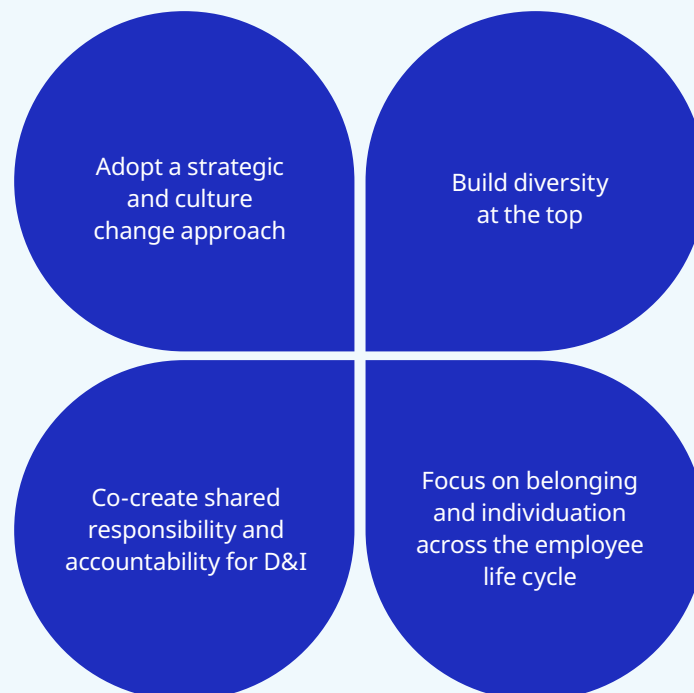 Adopt a strategic
and culture
change approach
Build diversity
at the top
Co-create shared
responsibility and
accountability for D&I
Focus on belonging
and individuation
across the employee
life cycle